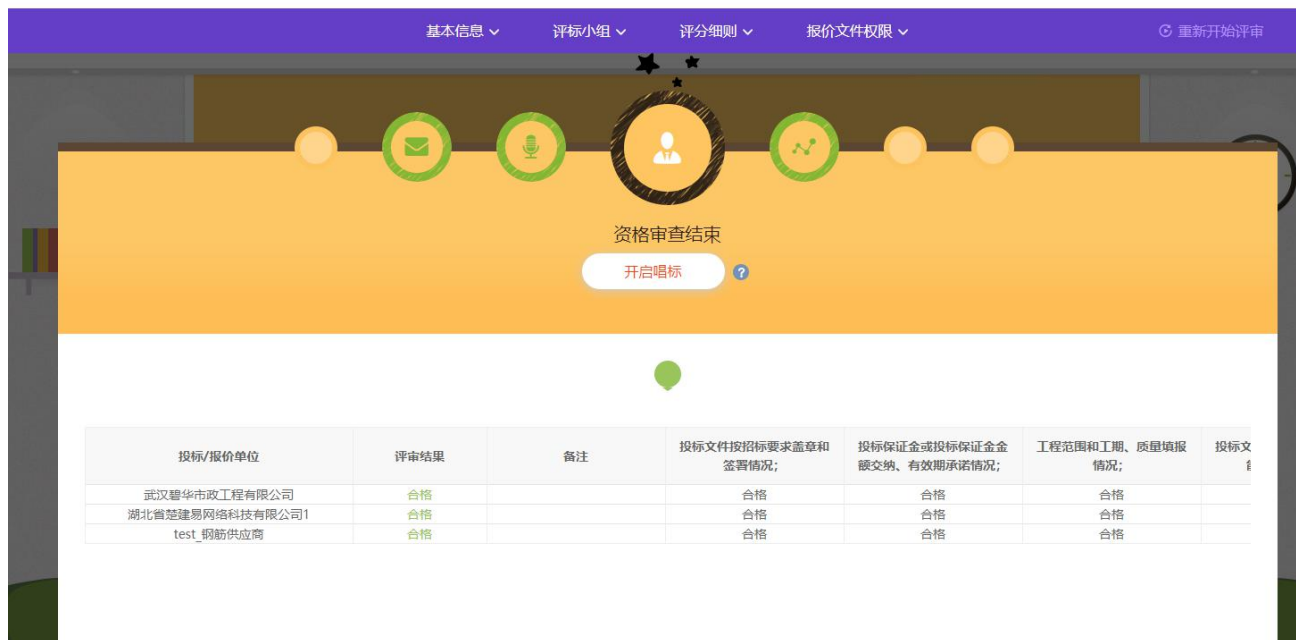 基本信息 评标小组 评分细则 报价文件权限 重新开始评审
资格审查结束
开启唱标 ?
投标/报价单位 评审结果 备注 投标文件按招标要求盖章和 投标保证金或投标保证金金 工程范围和工期、质量填报 投标文
签署情况; 额交纳、有效期承诺情况; 情况;
武汉碧华市政工程有限公司 合格 合格 合格 合格
湖北省楚建易网络科技有限公司1 合格 合格 合格 合格
test_钢筋供应商 合格 合格 合格 合格